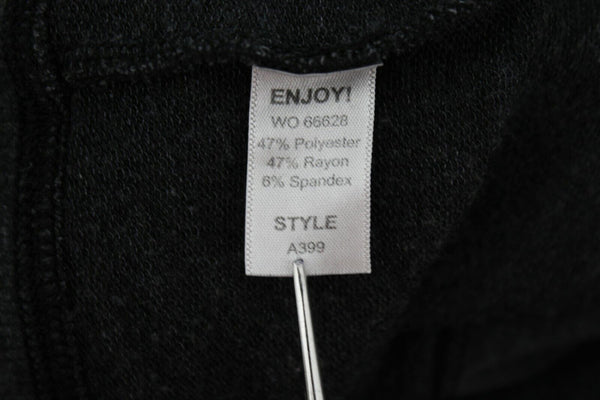 ENJOY!
WO 66628
47% Polyester
47% Rayon
6% Spandex
STYLE
A399